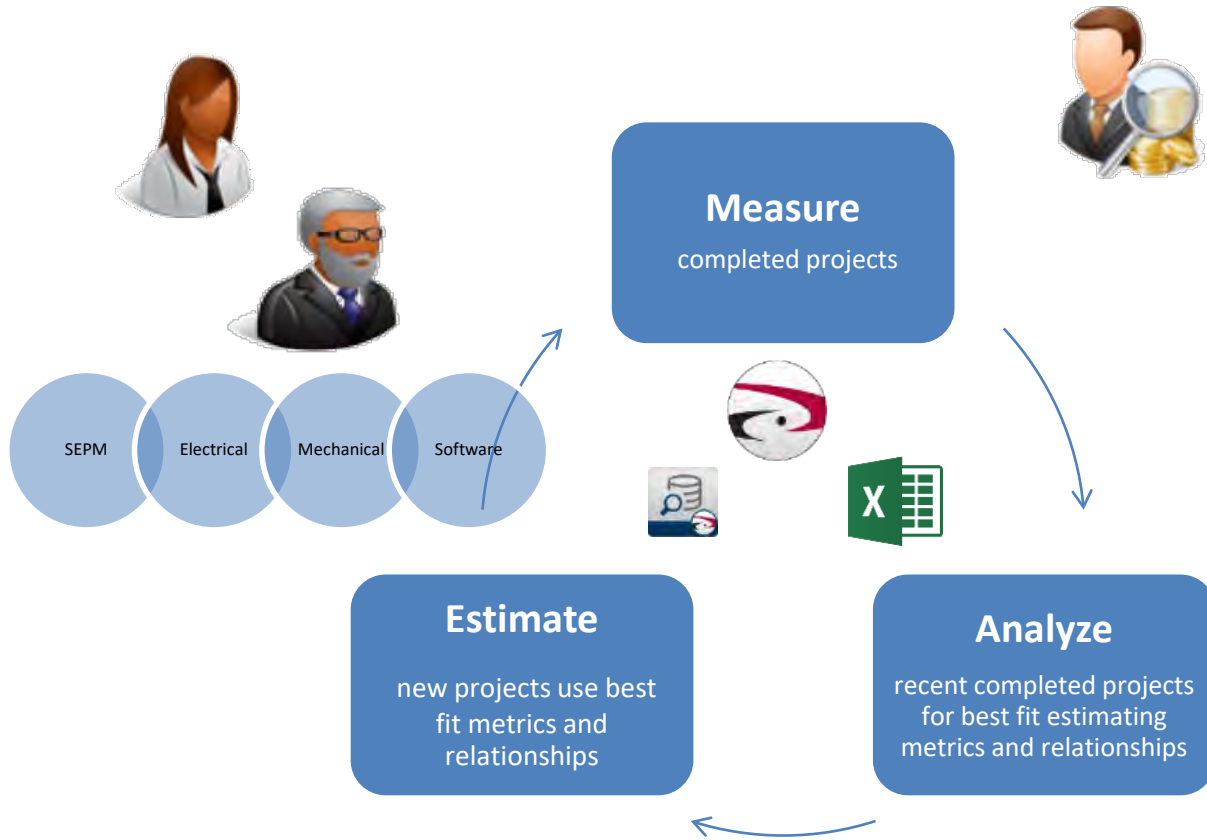 Measure
completed projects
SEPM
Electrical
Mechanical
Software
X
Estimate
new projects use best
fit metrics and
relationships
Analyze
recent completed projects
for best fit estimating
metrics and relationships